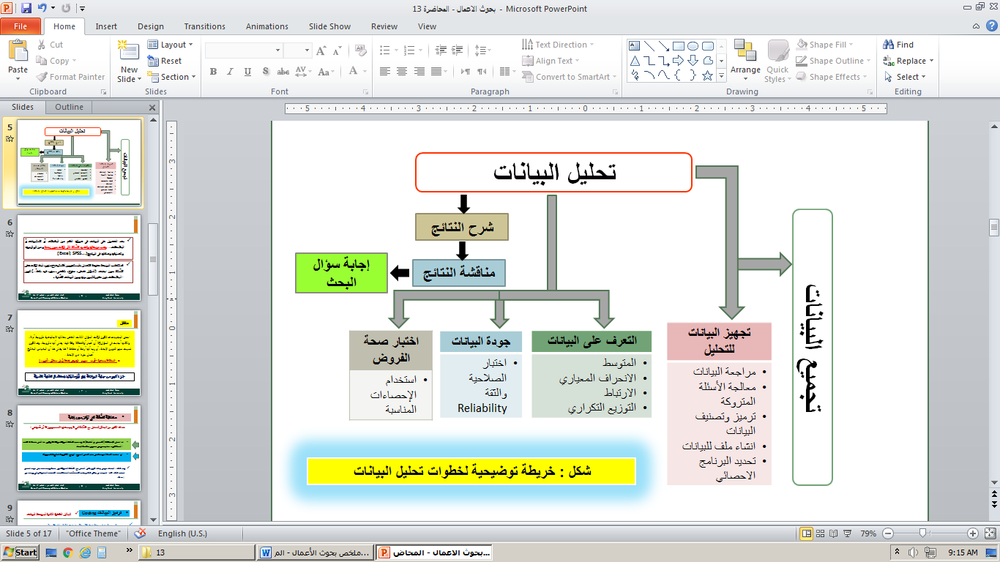 بحوث الاعمال - المحاضرة 13 - Microsoft PowerPoint
File Home Insert Design Transitions Animations Slide Show Review View
Paste
Cut
Copy
Format Painter
Clipboard
New Slide
Layout
Reset
Section
Slides
Font
Text Direction
Align Text
Convert to SmartArt
Paragraph
Arrange
Quick Styles
Shape Fill
Shape Outline
Shape Effects
Drawing
Find
Replace
Select
Editing
Slides Outline
5
6
7
مثال
8
9
ترميز البيانات Coding
تحليل البيانات
شرح النتائج
مناقشة النتائج
إجابة سؤال
البحث
تجميع البيانات
تجهيز البيانات
للتحليل
• مراجعة البيانات
• معالجة الأسئلة
المتروكة
• ترميز وتصنيف
البيانات
• انشاء ملف للبيانات
• تحديد البرنامج
الاحصائي
التعرف على البيانات
• المتوسط
• الانحراف المعياري
• الارتباط
• التوزيع التكراري
جودة البيانات
• اختبار
الصلاحية
والثقة
Reliability
اختبار صحة
الفروض
• استخدام
الإحصاءات
المناسبة
شكل : خريطة توضيحية لخطوات تحليل البيانات
Slide 5 of 17 "Office Theme" English (U.S.) 79%
Start
13
ملخص بحوث الأعمال - الم...
بحوث الاعمال - المحاض...
9:15 AM